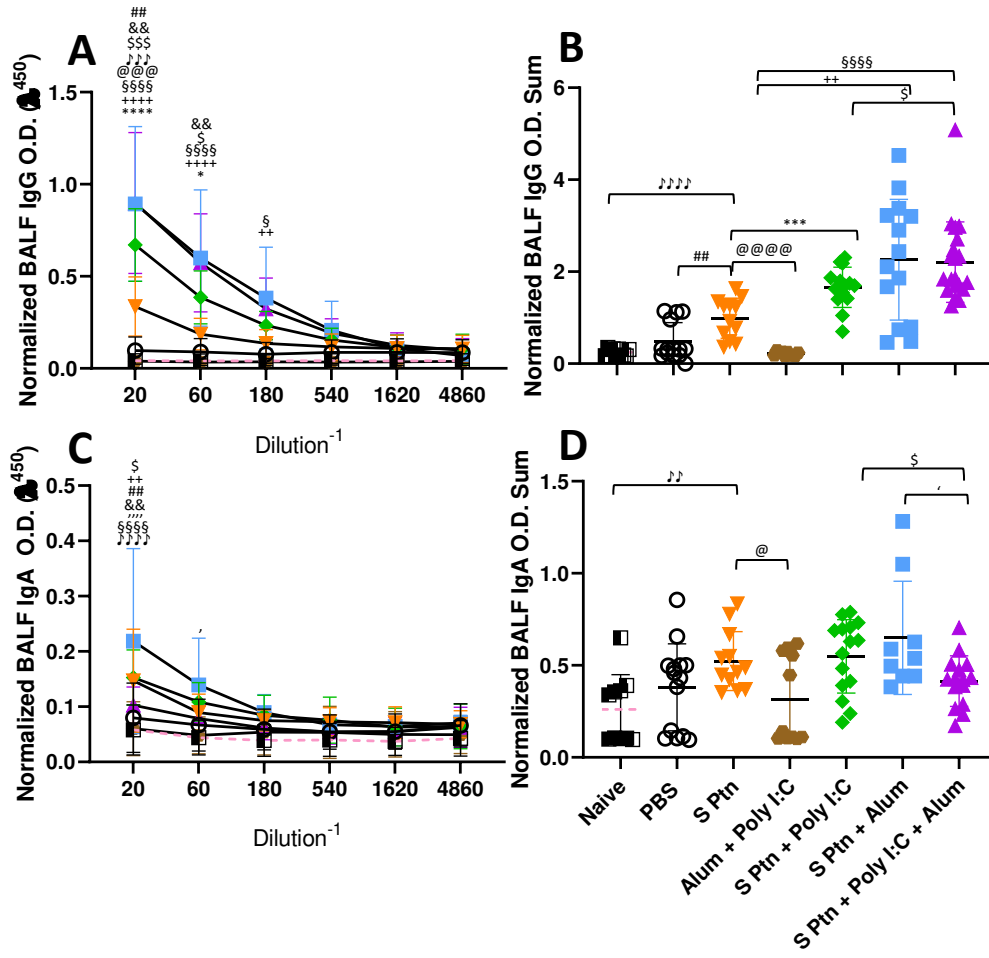 A
##
&&
$$$
♪♪♪
@@@
§§§§
++++
****
&&
$
§§§§
++++
*
§
++
Normalized BALF IgG O.D. (450)
1.5
1.0
0.5
0.0
20 60 180 540 1620 4860
Dilution-1
B
§§§§
++
$
♪♪♪♪
***
##
@@@@
Normalized BALF IgG O.D. Sum
6
4
2
0
C
$
++
##
&&
,,,,
§§§§
♪♪♪♪
,
Normalized BALF IgA O.D. (450)
0.5
0.4
0.3
0.2
0.1
0.0
20 60 180 540 1620 4860
Dilution-1
D
$
♪♪
@
Normalized BALF IgA O.D. Sum
1.5
1.0
0.5
0.0
Naive
PBS
S Ptn
Alum + Poly I:C
S Ptn + Poly I:C
S Ptn + Alum
S Ptn + Poly I:C + Alum